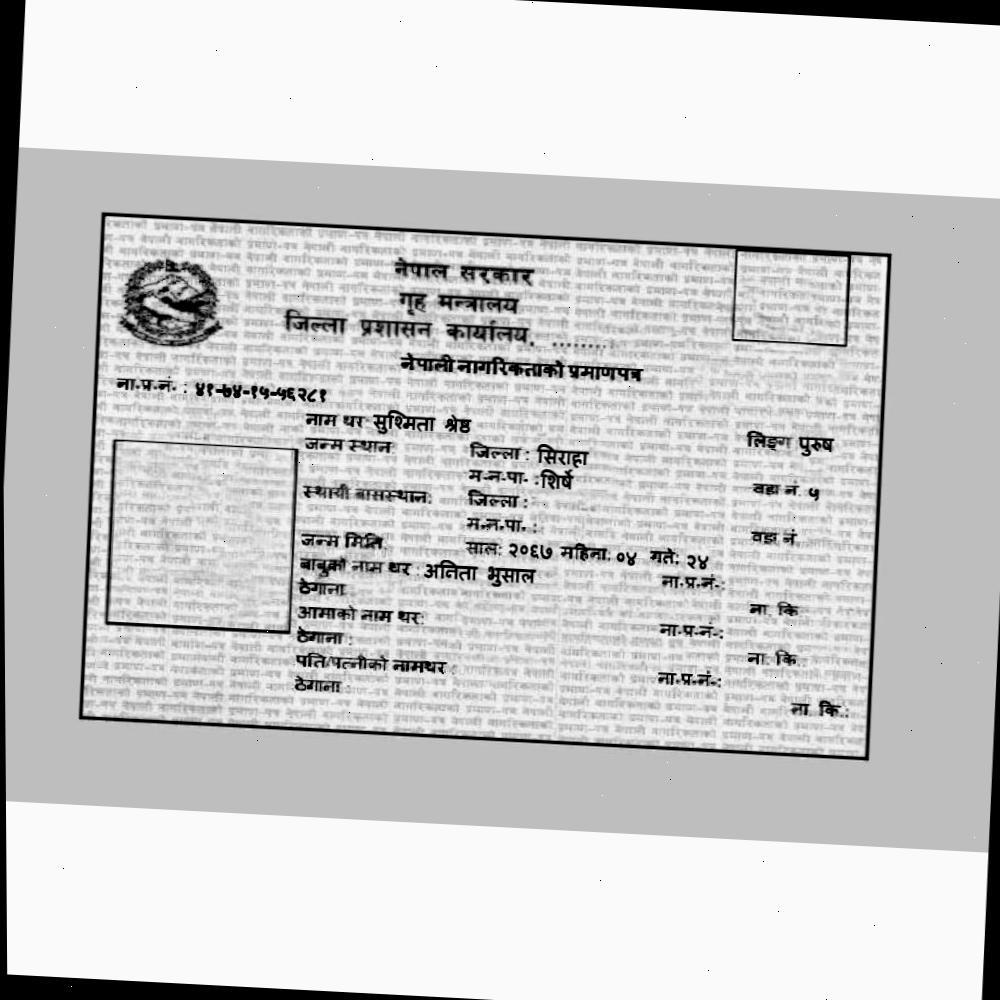 नेपाल सरकार
गृह मन्त्रालय
जिल्ला प्रशासन कार्यालय, .........
नेपाली नागरिकताको प्रमाणपत्र
ना.प्र.नं. : ४१-७४-१५-५६२८१
नाम थर सुश्मिता श्रेष्ठ लिङ्ग पुरुष
जन्म स्थान: जिल्ला : सिराहा
म.न.पा. : शिर्षे वडा नं. ५
स्थायी बासस्थान: जिल्ला :
म.न.पा. : वडा नं.
जन्म मिति साल: २०६७ महिना: ०४ गते: २४
बाबुको नाम थर : अनिता भुसाल ना.प्र.नं.:
ठेगाना ना. कि
आमाको नाम थर: ना.प्र.नं.:
ठेगाना : ना. कि.:
पति/पत्नीको नामथर : ना.प्र.नं.:
ठेगाना : ना. कि.: